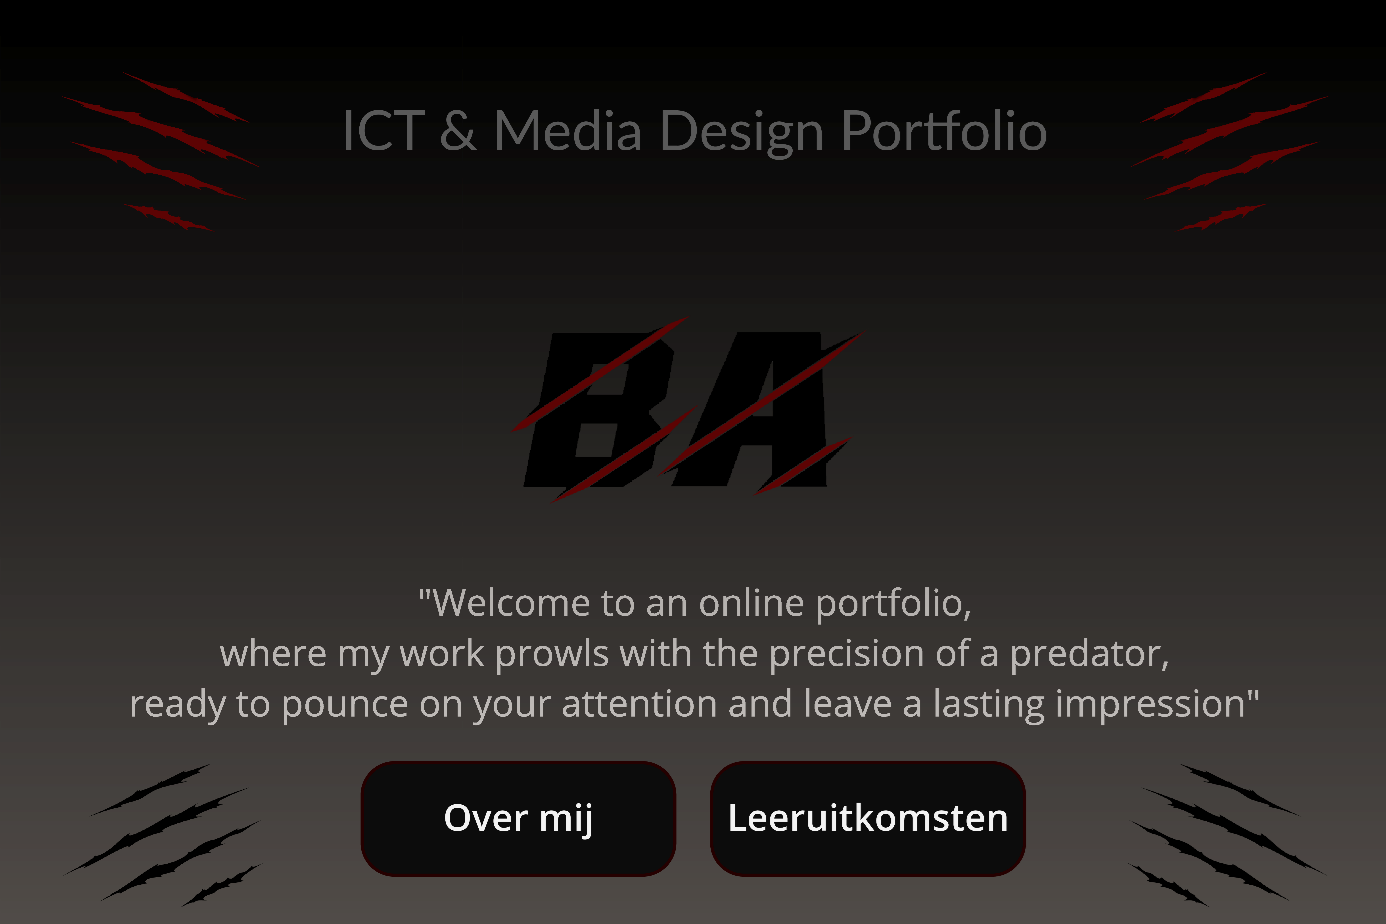 ICT & Media Design Portfolio
BA
"Welcome to an online portfolio,
where my work prowls with the precision of a predator,
ready to pounce on your attention and leave a lasting impression"
Over mij
Leeruitkomsten